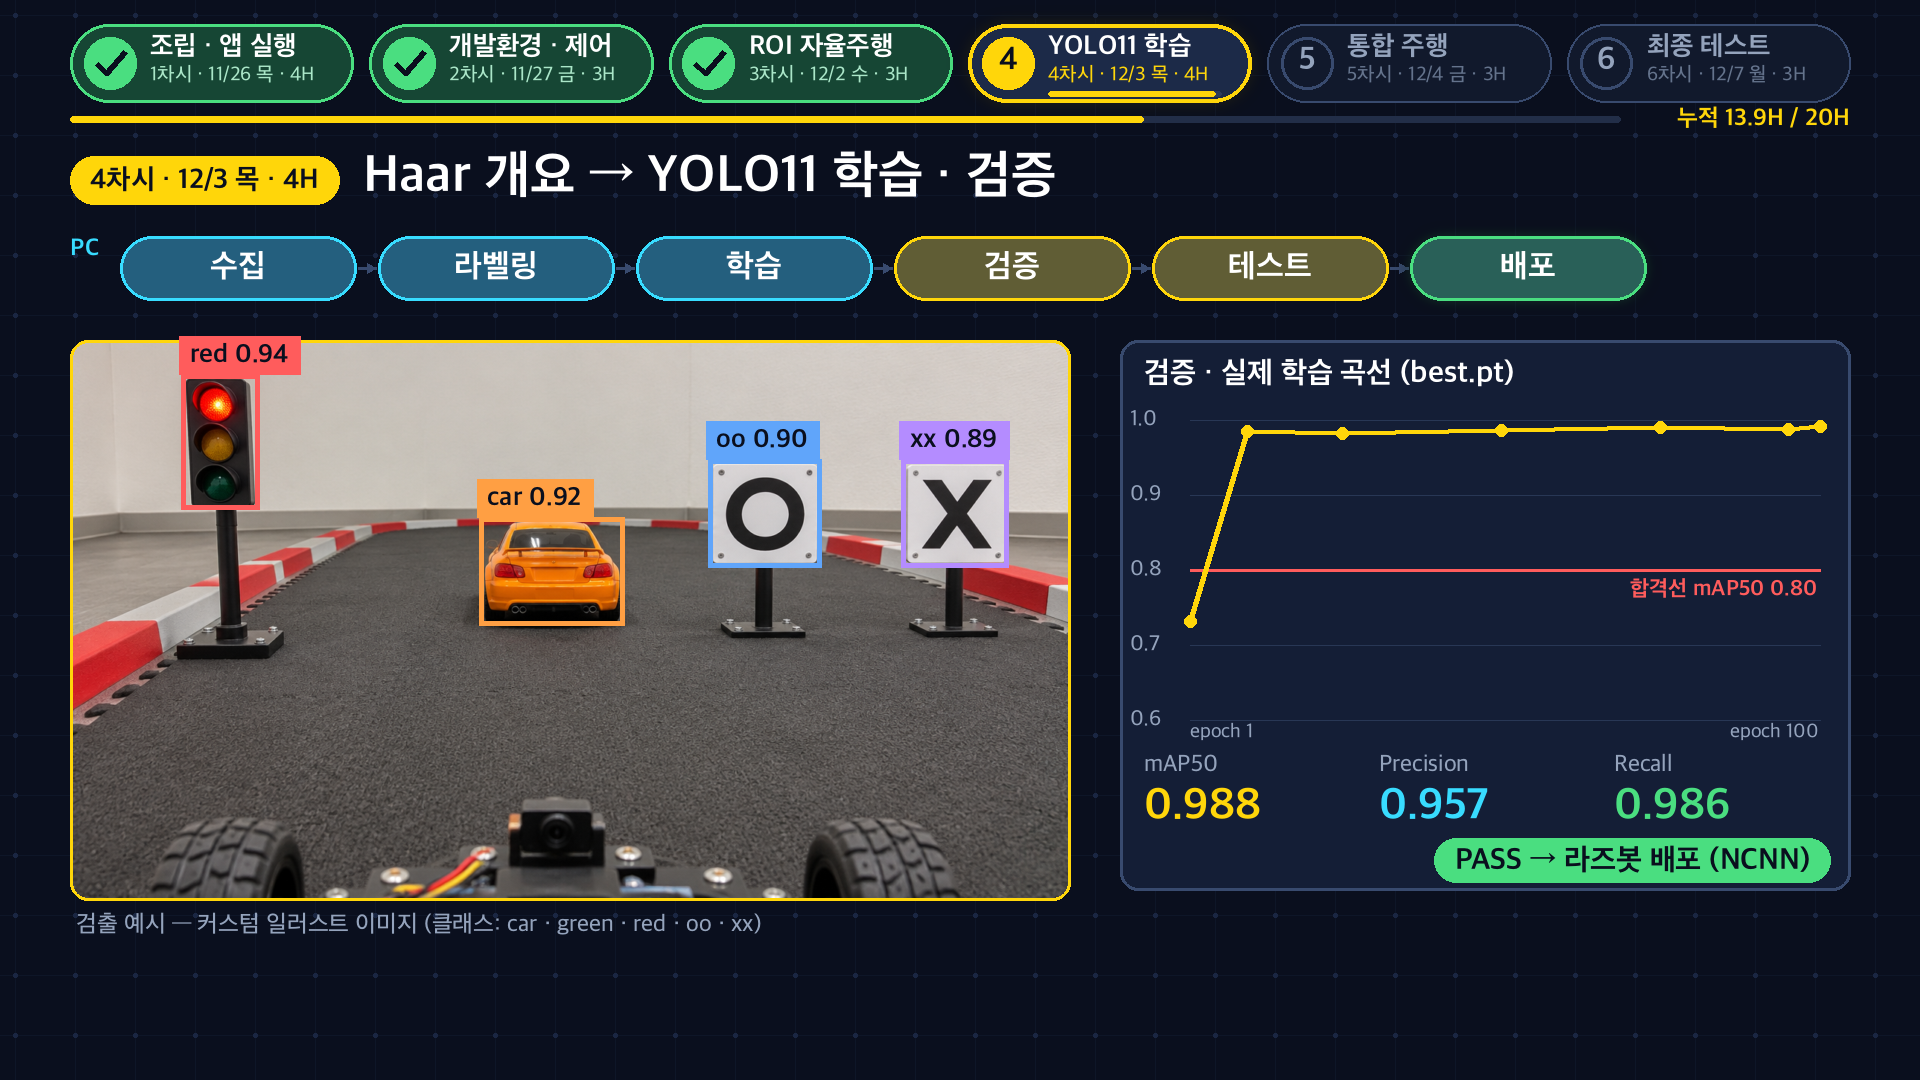 조립 · 앱 실행
1차시 · 11/26 목 · 4H
개발환경 · 제어
2차시 · 11/27 금 · 3H
ROI 자율주행
3차시 · 12/2 수 · 3H
4
YOLO11 학습
4차시 · 12/3 목 · 4H
5
통합 주행
5차시 · 12/4 금 · 3H
6
최종 테스트
6차시 · 12/7 월 · 3H
누적 13.9H / 20H
4차시 · 12/3 목 · 4H
Haar 개요 → YOLO11 학습 · 검증
PC
수집
라벨링
학습
검증
테스트
배포
red 0.94
car 0.92
oo 0.90
xx 0.89
O
X
검출 예시 — 커스텀 일러스트 이미지 (클래스: car · green · red · oo · xx)
검증 · 실제 학습 곡선 (best.pt)
1.0
0.9
0.8
합격선 mAP50 0.80
0.7
0.6
epoch 1
epoch 100
mAP50
Precision
Recall
0.988
0.957
0.986
PASS → 라즈봇 배포 (NCNN)